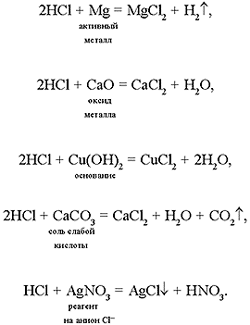 2HCl + Mg = MgCl₂ + H₂↑,
активный
металл
2HCl + CaO = CaCl₂ + H₂O,
оксид
металла
2HCl + Cu(OH)₂ = CuCl₂ + 2H₂O,
основание
2HCl + CaCO₃ = CaCl₂ + H₂O + CO₂↑,
соль слабой
кислоты
HCl + AgNO₃ = AgCl↓ + HNO₃.
реагент
на анион Cl⁻